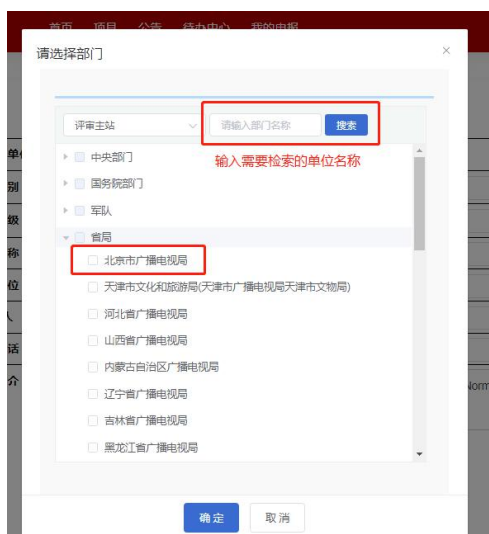 首页 项目 公告 待办中心 我的申报
请选择部门
评审主站 请输入部门名称 搜索
输入需要检索的单位名称
中央部门
国务院部门
军队
省局
北京市广播电视局
天津市文化和旅游局(天津市广播电视局天津市文物局)
河北省广播电视局
山西省广播电视局
内蒙古自治区广播电视局
辽宁省广播电视局
吉林省广播电视局
黑龙江省广播电视局
确定 取消
别
级
称
位
话
介
Norm